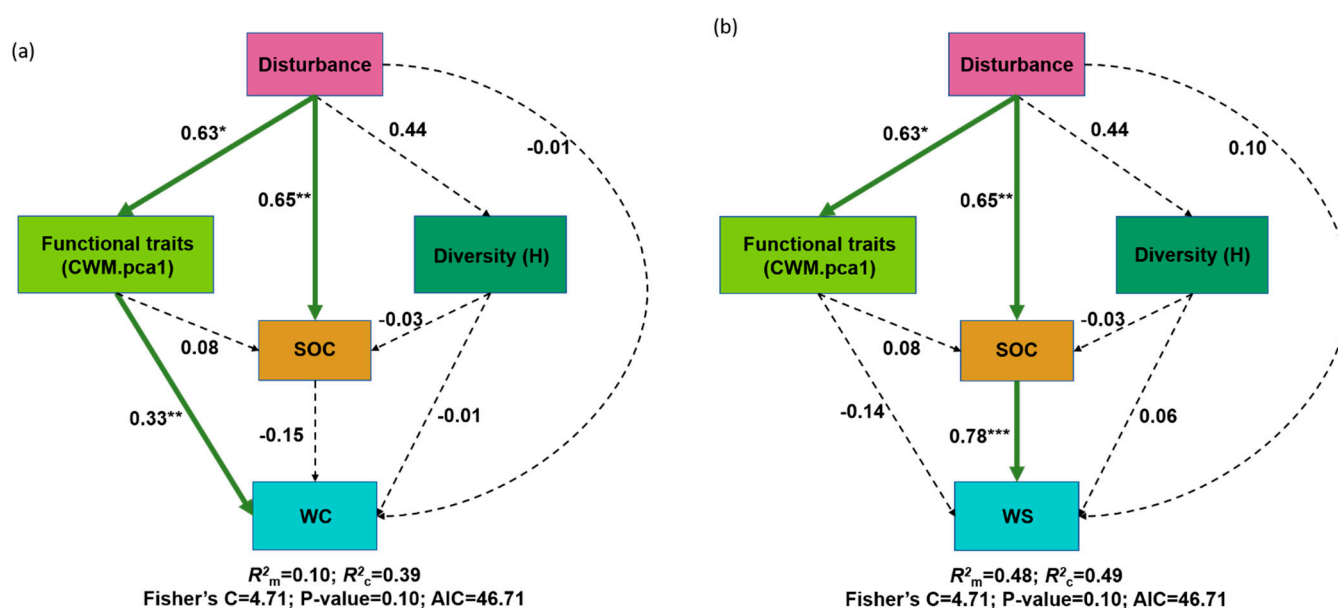 (a)
Disturbance
0.63*
0.44
-0.01
0.65**
Functional traits
(CWM.pca1)
Diversity (H)
-0.03
0.08
SOC
0.33**
-0.15
-0.01
WC
R²m=0.10; R²c=0.39
Fisher's C=4.71; P-value=0.10; AIC=46.71
(b)
Disturbance
0.63*
0.44
0.10
0.65**
Functional traits
(CWM.pca1)
Diversity (H)
-0.03
0.08
SOC
-0.14
0.78***
0.06
WS
R²m=0.48; R²c=0.49
Fisher's C=4.71; P-value=0.10; AIC=46.71